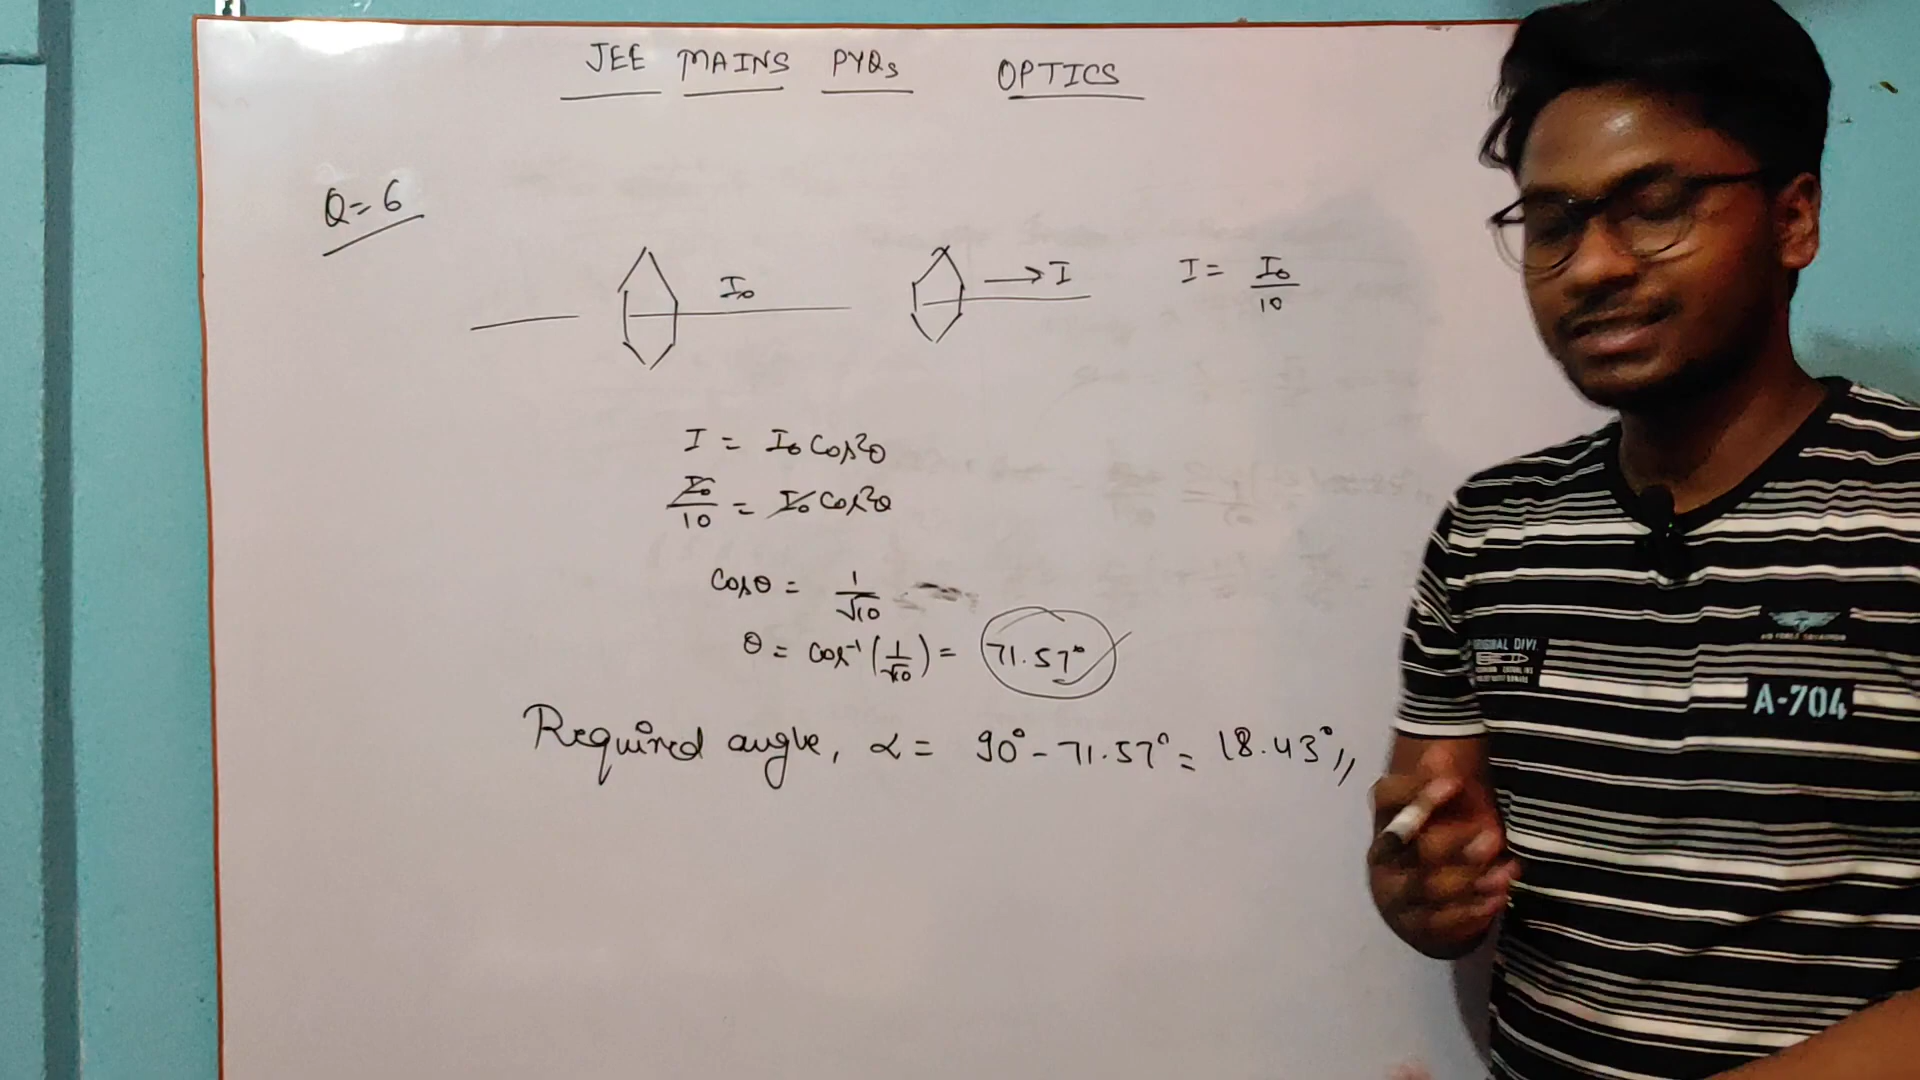 JEE MAINS PYQs OPTICS
Q=6
I₀
→I
I = I₀/10
I = I₀ cos²θ
I₀/10 = I₀ cos²θ
cosθ = 1/√10
θ = cos⁻¹(1/√10) = 71.57°
Required angle, α = 90° - 71.57° = 18.43°,,
ORIGINAL DIVI.
A-704